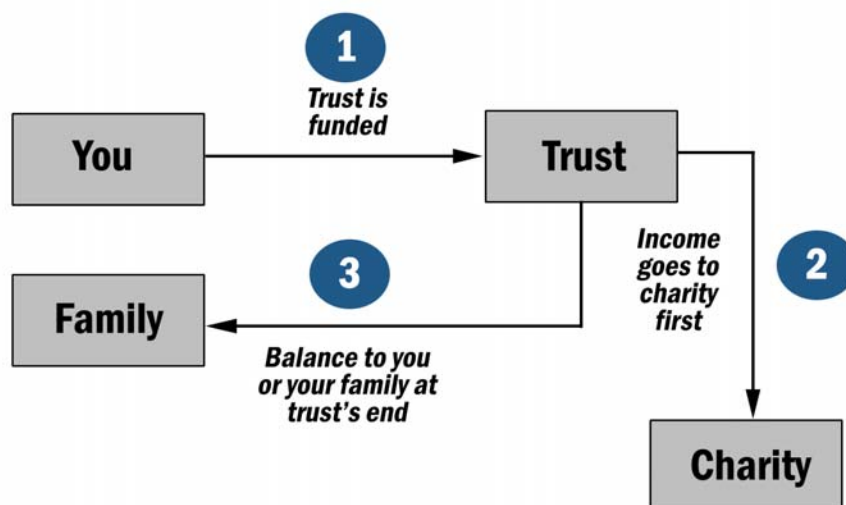 1
Trust is
funded
You
Trust
Income
goes to
charity
first
2
3
Family
Balance to you
or your family at
trust's end
Charity